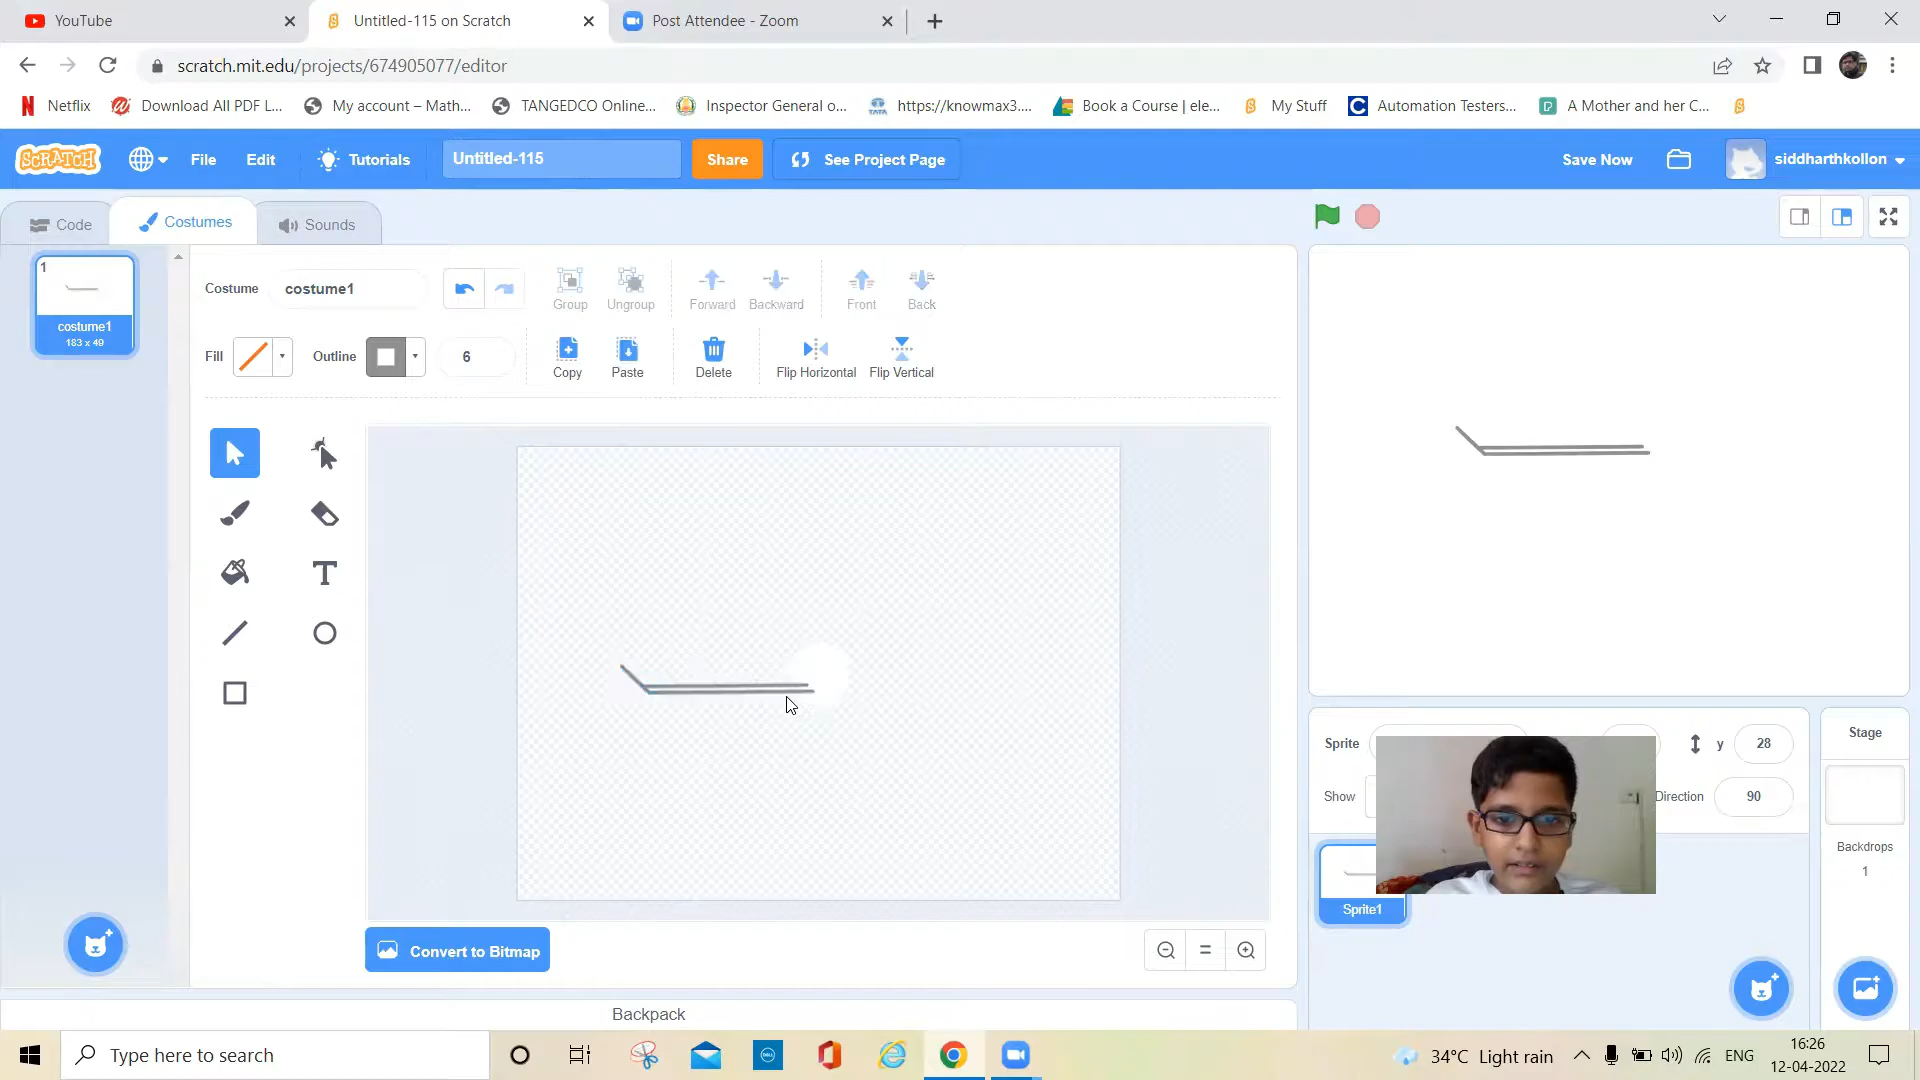 YouTube
Untitled-115 on Scratch
Post Attendee - Zoom
scratch.mit.edu/projects/674905077/editor
N Netflix
Download All PDF L...
My account – Math...
TANGEDCO Online...
Inspector General o...
https://knowmax3....
Book a Course | ele...
My Stuff
Automation Testers...
A Mother and her C...
SCRATCH
File
Edit
Tutorials
Untitled-115
Share
See Project Page
Save Now
siddharthkollon
Code
Costumes
Sounds
1
costume1
183 x 49
Costume
costume1
Group
Ungroup
Forward
Backward
Front
Back
Fill
Outline
6
Copy
Paste
Delete
Flip Horizontal
Flip Vertical
T
Convert to Bitmap
Backpack
Sprite
y
28
Show
Direction
90
Sprite1
Stage
Backdrops
1
Type here to search
34°C Light rain
ENG
16:26
12-04-2022